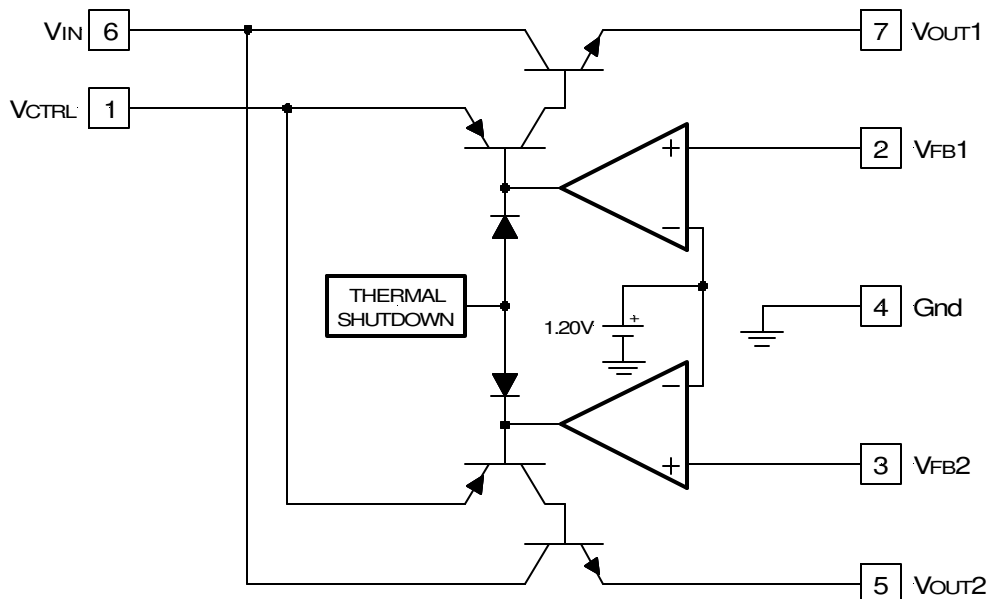 VIN 6
7 VOUT1
VCTRL 1
+
2 VFB1
−
THERMAL
SHUTDOWN
1.20V
+
4 Gnd
−
+
3 VFB2
5 VOUT2